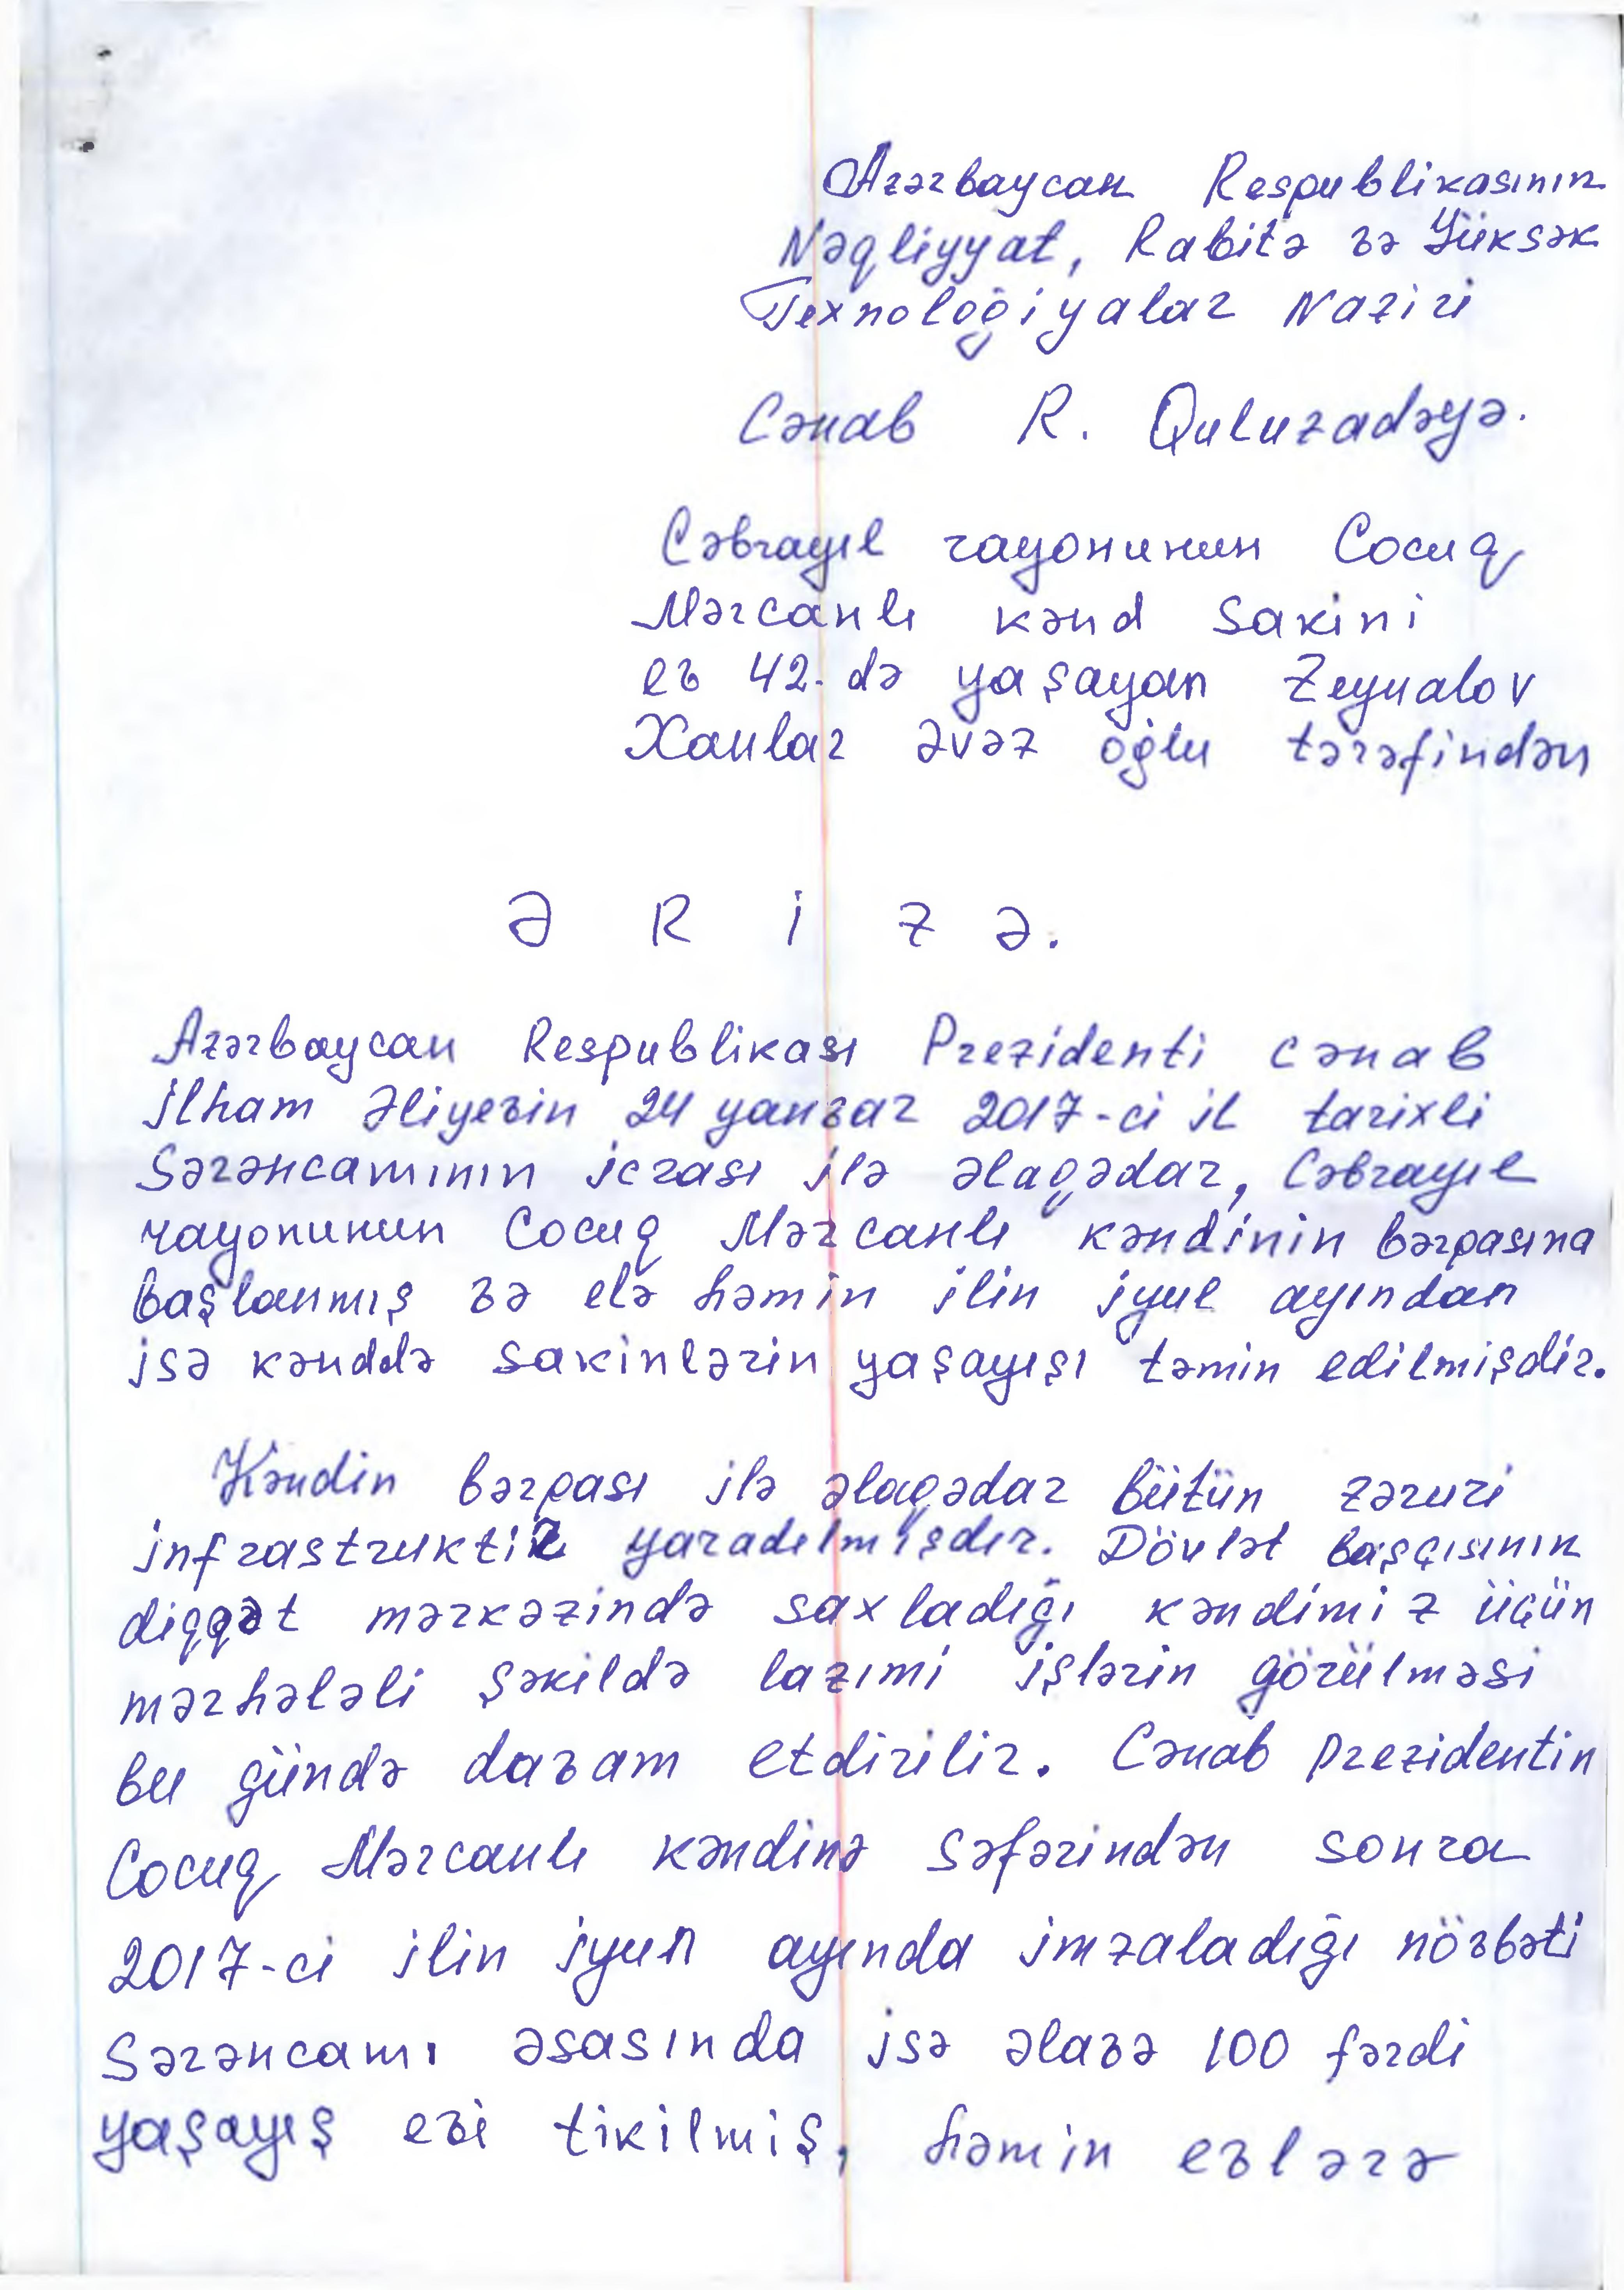 Azərbaycan Respublikasının
Nəqliyyat, Rabitə və Yüksək
Texnoloğiyalar Naziri
Cənab R. Quluzadəyə.
Cəbrayıl rayonunun Cocuq
Mərcanlı kənd sakini
ev 42-də yaşayan Zeynalov
Xanlar Əvəz oğlu tərəfindən
Ə R İ Z Ə.
Azərbaycan Respublikası Prezidenti cənab
İlham Əliyevin 24 yanvar 2017-ci il tarixli
Sərəncamının icrası ilə əlaqədar, Cəbrayıl
rayonunun Cocuq Mərcanlı kəndinin bərpasına
başlanmış və elə həmin ilin iyul ayından
isə kənddə sakinlərin yaşayışı təmin edilmişdir.
Kəndin bərpası ilə əlaqədar bütün zəruri
infrastruktir yaradılmışdır. Dövlət başçısının
diqqət mərkəzində saxladığı kəndimiz üçün
mərhələli şəkildə lazımi işlərin görülməsi
bu gündə davam etdirilir. Cənab prezidentin
Cocuq Mərcanlı kəndinə səfərindən sonra
2017-ci ilin iyun ayında imzaladığı növbəti
Sərəncamı əsasında isə əlavə 100 fərdi
yaşayış evi tikilmiş, həmin evlərə